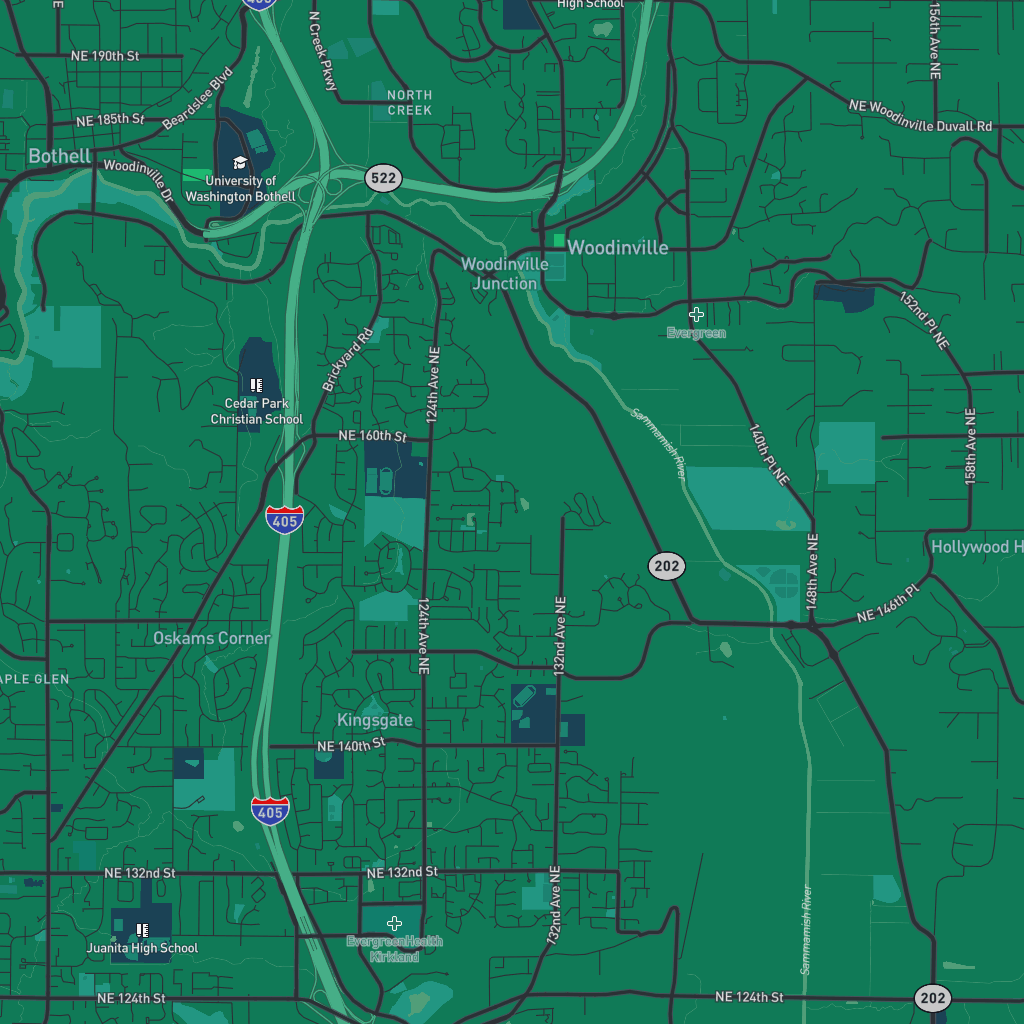 405
High School
E
N Creek Pkwy
156th Ave NE
NE 190th St
Beardslee Blvd
NORTH
CREEK
NE Woodinville Duvall Rd
NE 185th St
Bothell
Woodinville Dr
University of
Washington Bothell
522
Woodinville
Woodinville
Junction
152nd Pl NE
Evergreen
Brickyard Rd
124th Ave NE
Cedar Park
Christian School
Sammamish River
140th Pl NE
158th Ave NE
NE 160th St
405
148th Ave NE
Hollywood H
202
NE 146th Pl
124th Ave NE
132nd Ave NE
Oskams Corner
APLE GLEN
Kingsgate
NE 140th St
405
NE 132nd St
NE 132nd St
132nd Ave NE
Sammamish River
Juanita High School
EvergreenHealth
Kirkland
NE 124th St
NE 124th St
202